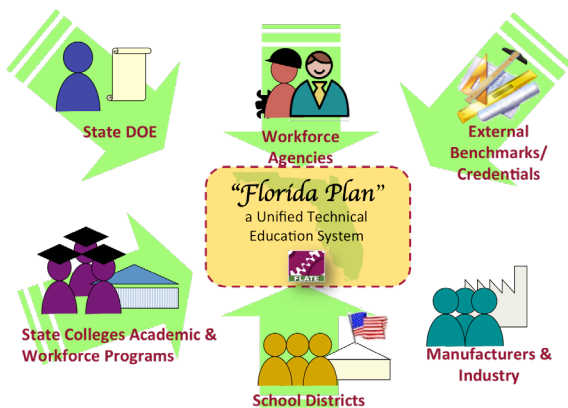 State DOE
Workforce
Agencies
External
Benchmarks/
Credentials
“Florida Plan”
a Unified Technical
Education System
FLATE
State Colleges Academic &
Workforce Programs
School Districts
Manufacturers &
Industry